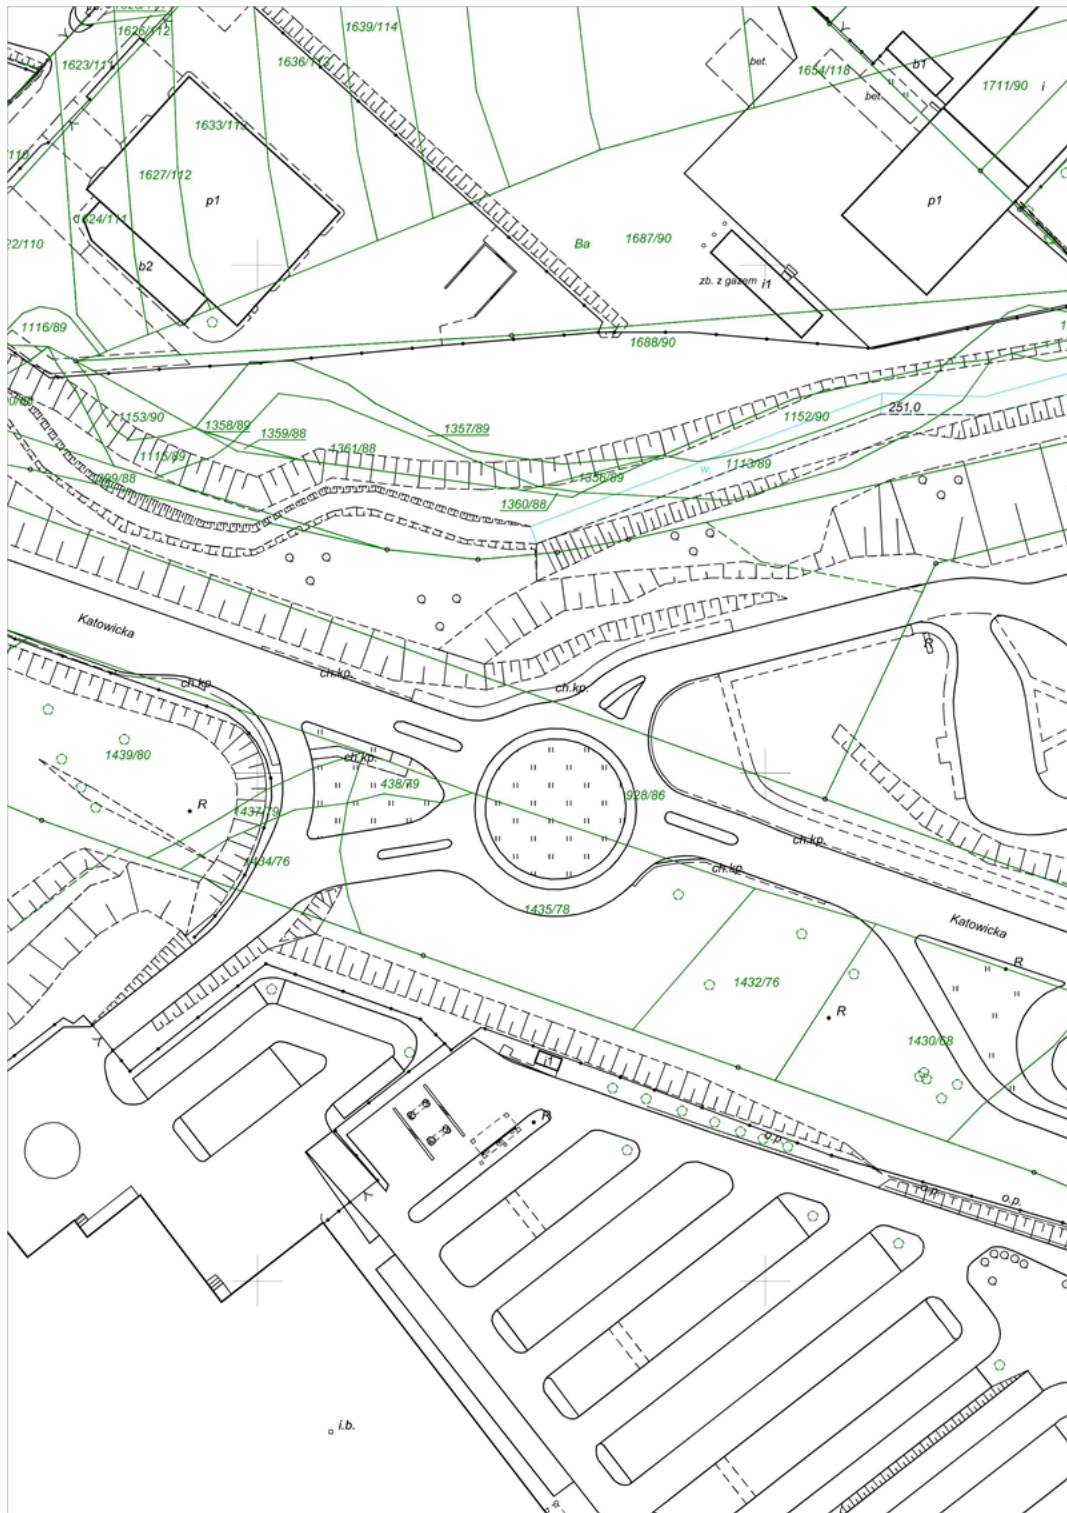 1626/112
1639/114
1623/111
1636/113
bet.
1654/118
b1
1711/90
i
bet.
1633/113
1627/112
p1
p1
1624/111
Ba
1687/90
b2
zb. z gazem
i1
1116/89
1688/90
1153/90
1358/89
1359/88
1357/89
1152/90
251,0
1361/88
1115/89
1356/89
w.
1113/89
1360/88
Katowicka
R
ch.kp.
ch.kp
ch.kp.
1439/80
ch.kp.
438/79
928/86
R
1437/79
ch.kp.
1434/76
ch.kp
1435/78
Katowicka
R
1432/76
R
1430/68
i1
R
o.p.
o.p.
o.p.
i.b.